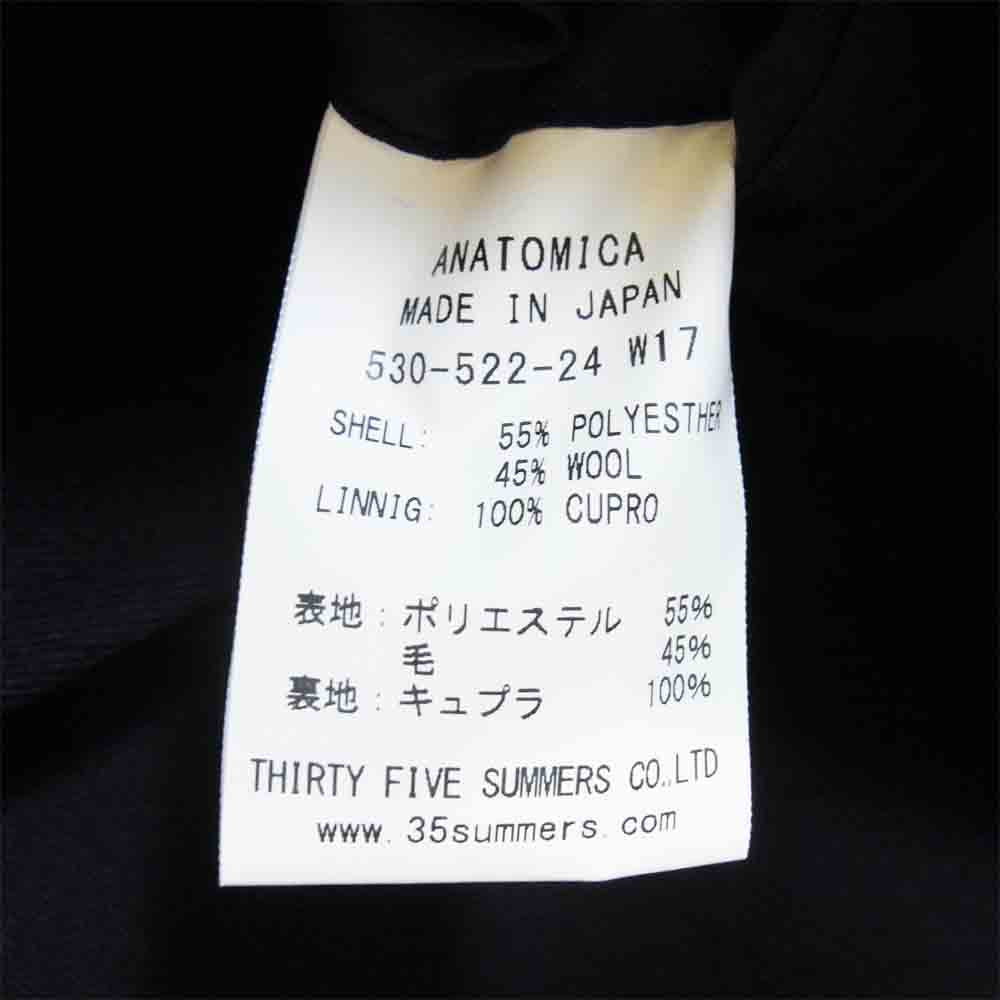 ANATOMICA
MADE IN JAPAN
530-522-24 W17
SHELL: 55% POLYESTHER
45% WOOL
LINNIG: 100% CUPRO
表地:ポリエステル 55%
毛 45%
裏地:キュプラ 100%
THIRTY FIVE SUMMERS CO.,LTD
www.35summers.com